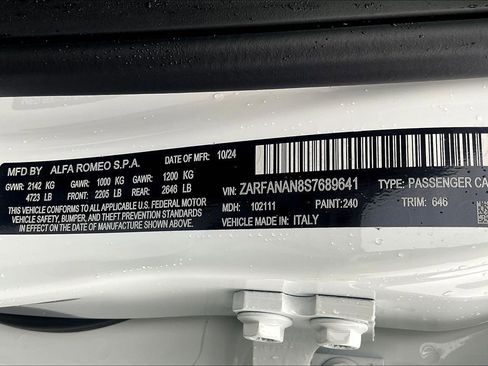 MFD BY ALFA ROMEO S.P.A. DATE OF MFR: 10/24
GVWR: 2142 KG GAWR: 1000 KG GAWR: 1200 KG
4723 LB FRONT: 2205 LB REAR: 2646 LB
THIS VEHICLE CONFORMS TO ALL APPLICABLE U.S. FEDERAL MOTOR
VEHICLE SAFETY, BUMPER, AND THEFT PREVENTION STANDARDS
IN EFFECT ON THE DATE OF MANUFACTURE SHOWN ABOVE.
VIN: ZARFANAN8S7689641 TYPE: PASSENGER CA
MDH: 102111 PAINT: 240 TRIM: 646
VEHICLE MADE IN: ITALY